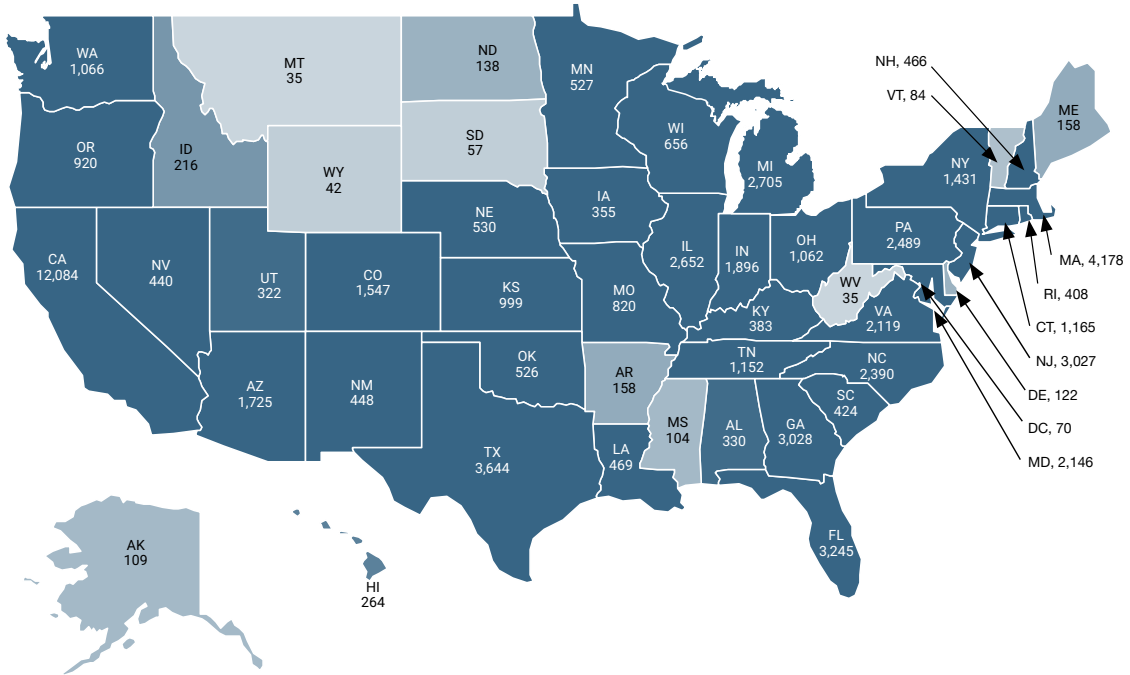 WA
1,066
MT
35
ND
138
MN
527
NH, 466
VT, 84
ME
158
OR
920
ID
216
SD
57
WI
656
MI
2,705
NY
1,431
WY
42
IA
355
NE
530
PA
2,489
MA, 4,178
CA
12,084
NV
440
UT
322
CO
1,547
KS
999
MO
820
IL
2,652
IN
1,896
OH
1,062
WV
35
VA
2,119
RI, 408
KY
383
CT, 1,165
AZ
1,725
NM
448
OK
526
AR
158
TN
1,152
NC
2,390
NJ, 3,027
SC
424
DE, 122
MS
104
AL
330
GA
3,028
DC, 70
TX
3,644
LA
469
MD, 2,146
FL
3,245
AK
109
HI
264